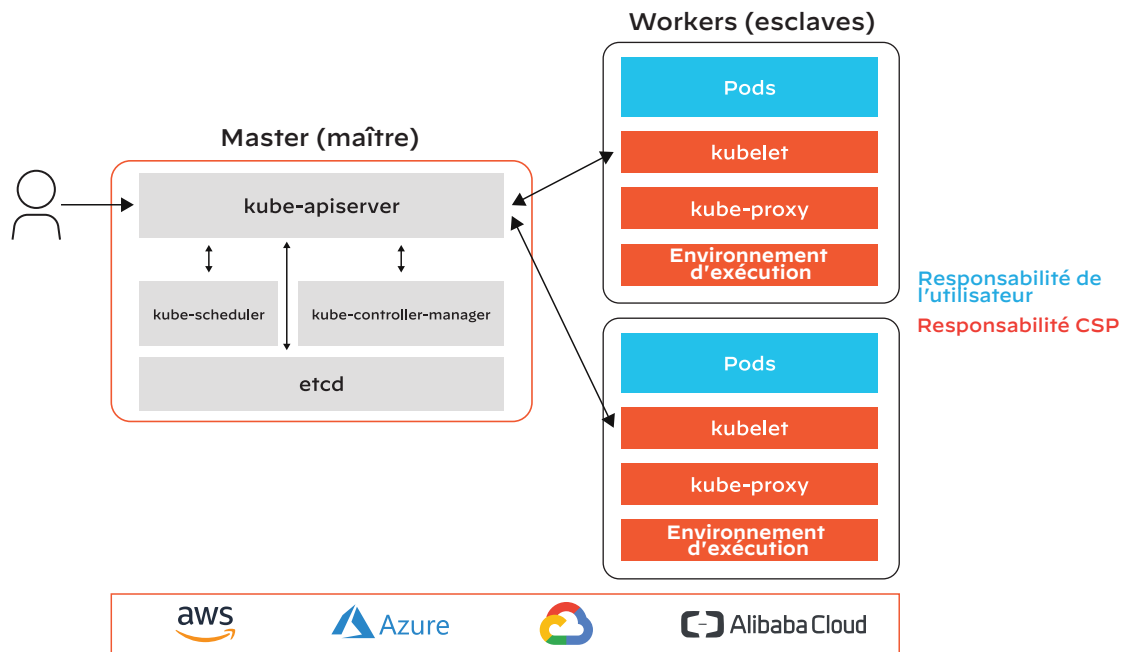 Workers (esclaves)
Pods
Master (maître)
kubelet
kube-apiserver
kube-proxy
Environnement
d'exécution
Responsabilité de
l'utilisateur
Responsabilité CSP
kube-scheduler
kube-controller-manager
etcd
Pods
kubelet
kube-proxy
Environnement
d'exécution
aws
Azure
Alibaba Cloud